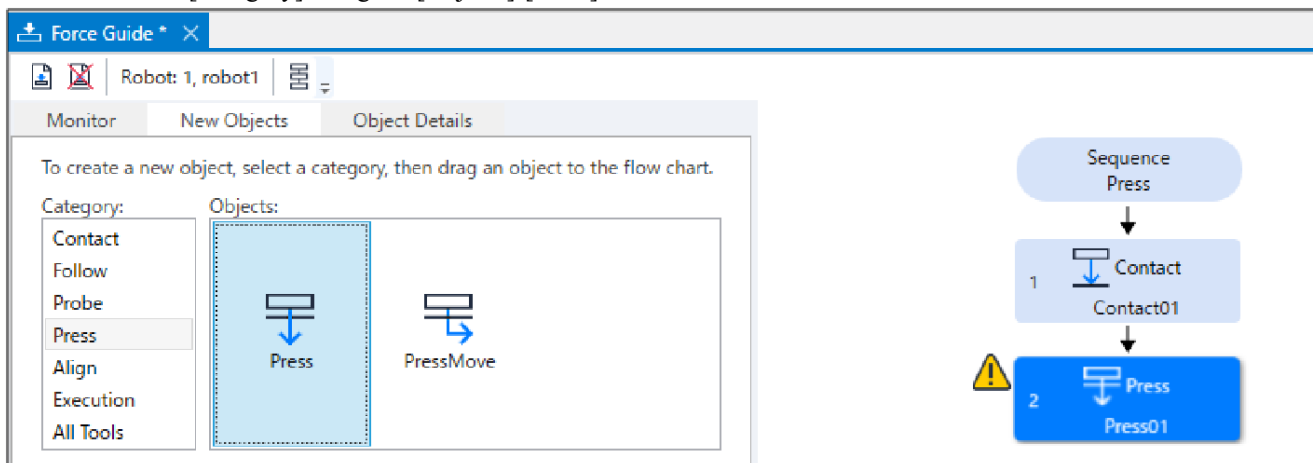 Force Guide *
Robot: 1, robot1
Monitor New Objects Object Details
To create a new object, select a category, then drag an object to the flow chart.
Category: Objects:
Contact
Follow
Probe
Press
Align
Execution
All Tools
Press PressMove
Sequence
Press
1 Contact
Contact01
2 Press
Press01